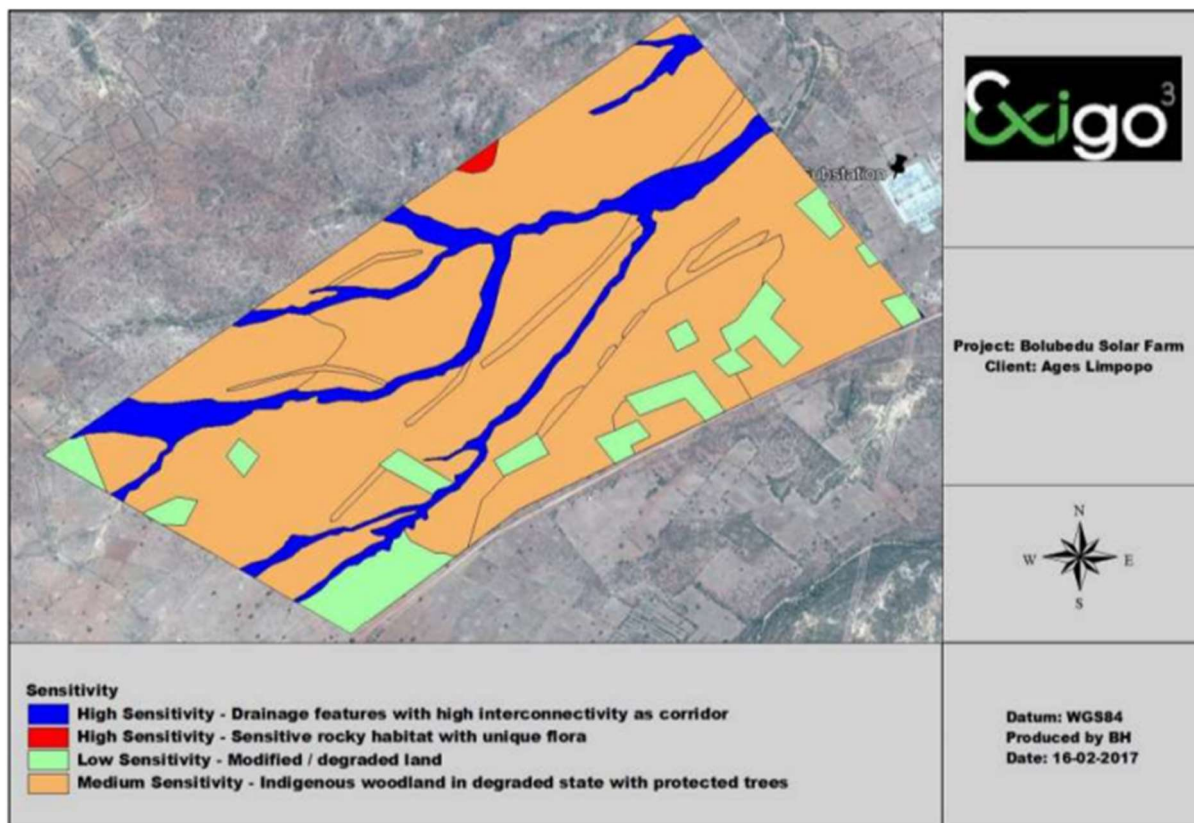 Exigo3
ubstation
Project: Bolubedu Solar Farm
Client: Ages Limpopo
N
W E
S
Sensitivity
High Sensitivity - Drainage features with high interconnectivity as corridor
High Sensitivity - Sensitive rocky habitat with unique flora
Low Sensitivity - Modified / degraded land
Medium Sensitivity - Indigenous woodland in degraded state with protected trees
Datum: WGS84
Produced by BH
Date: 16-02-2017